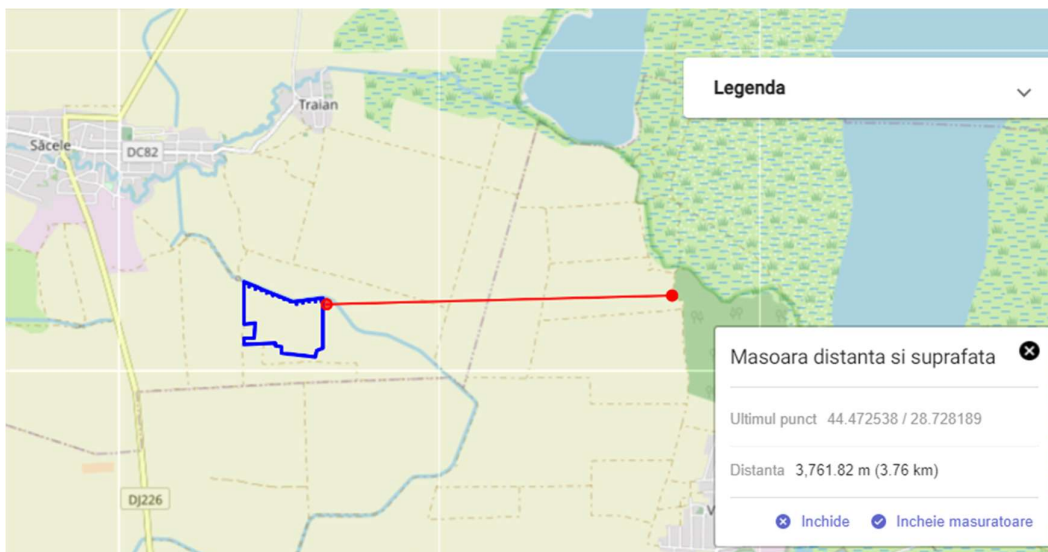 Legenda
Traian
Săcele
DC82
Masoara distanta si suprafata
Ultimul punct 44.472538 / 28.728189
Distanta 3,761.82 m (3.76 km)
DJ226
V
Inchide Incheie masuratoare